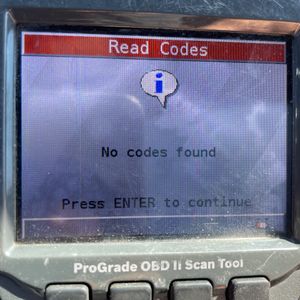 Read Codes
i
No codes found
Press ENTER to continue
ProGrade OBD II Scan Tool